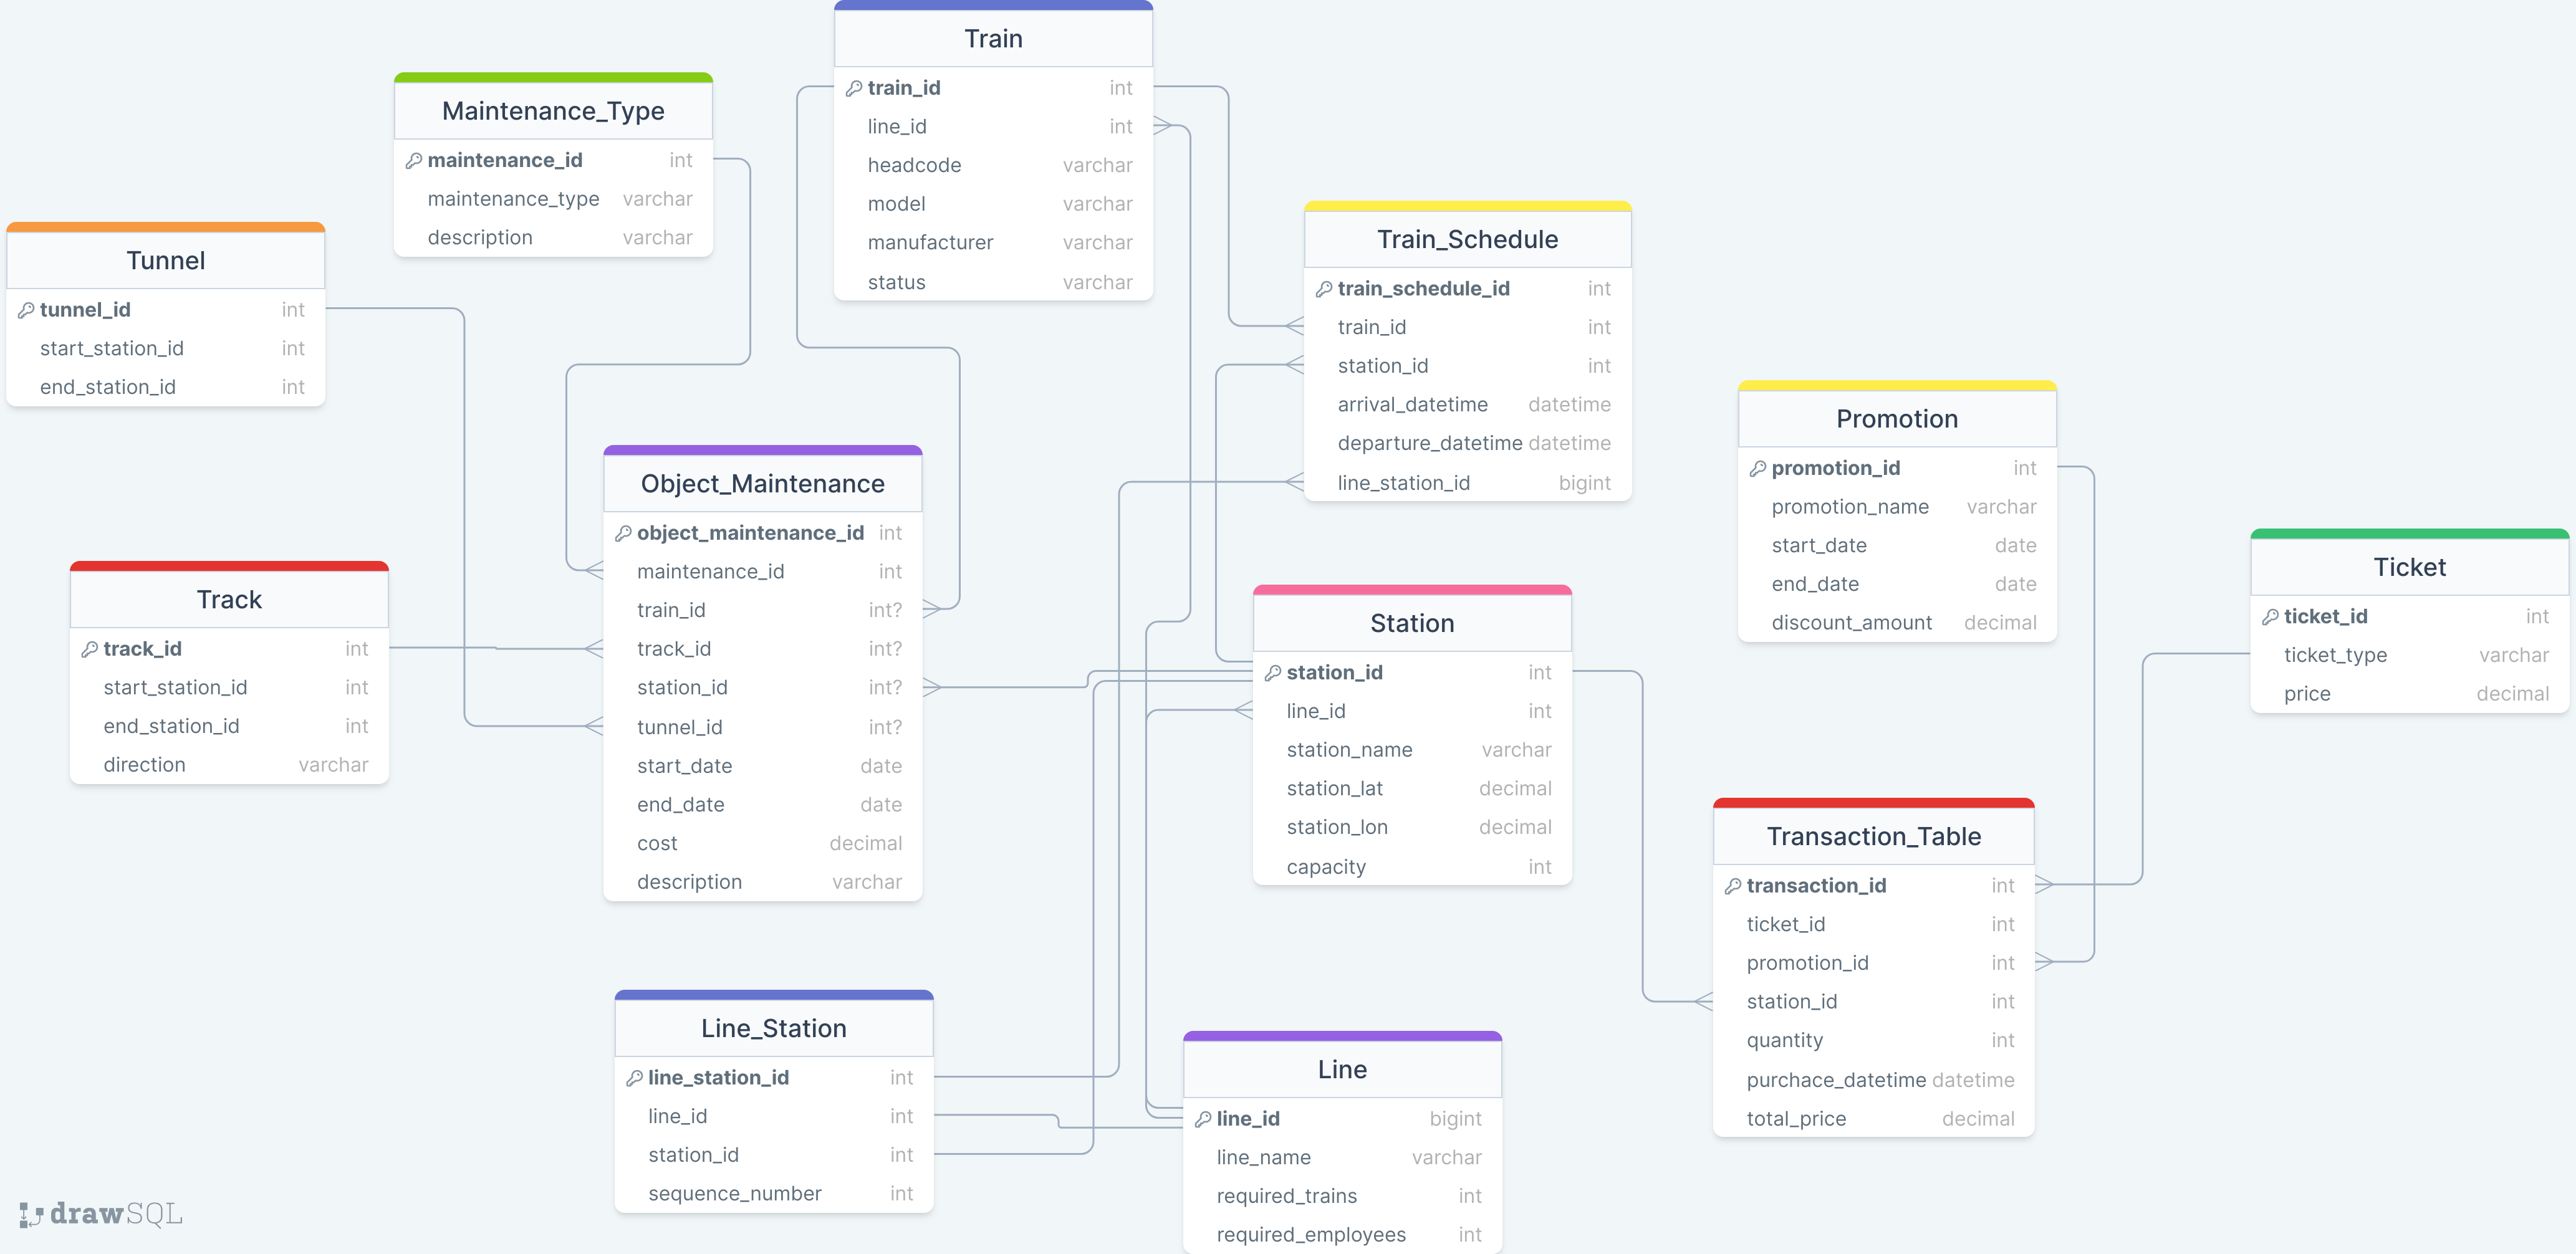 Train
train_id int
line_id int
headcode varchar
model varchar
manufacturer varchar
status varchar
Maintenance_Type
maintenance_id int
maintenance_type varchar
description varchar
Tunnel
tunnel_id int
start_station_id int
end_station_id int
Train_Schedule
train_schedule_id int
train_id int
station_id int
arrival_datetime datetime
departure_datetime datetime
line_station_id bigint
Promotion
promotion_id int
promotion_name varchar
start_date date
end_date date
discount_amount decimal
Object_Maintenance
object_maintenance_id int
maintenance_id int
train_id int?
track_id int?
station_id int?
tunnel_id int?
start_date date
end_date date
cost decimal
description varchar
Ticket
ticket_id int
ticket_type varchar
price decimal
Track
track_id int
start_station_id int
end_station_id int
direction varchar
Station
station_id int
line_id int
station_name varchar
station_lat decimal
station_lon decimal
capacity int
Transaction_Table
transaction_id int
ticket_id int
promotion_id int
station_id int
quantity int
purchace_datetime datetime
total_price decimal
Line_Station
line_station_id int
line_id int
station_id int
sequence_number int
Line
line_id bigint
line_name varchar
required_trains int
required_employees int
drawSQL